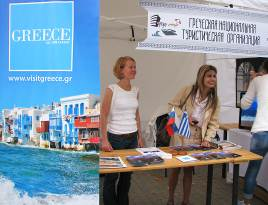 GREECE
www.visitgreece.gr
ГРЕЧЕСКАЯ НАЦИОНАЛЬНАЯ
ТУРИСТИЧЕСКАЯ ОРГАНИЗАЦИЯ